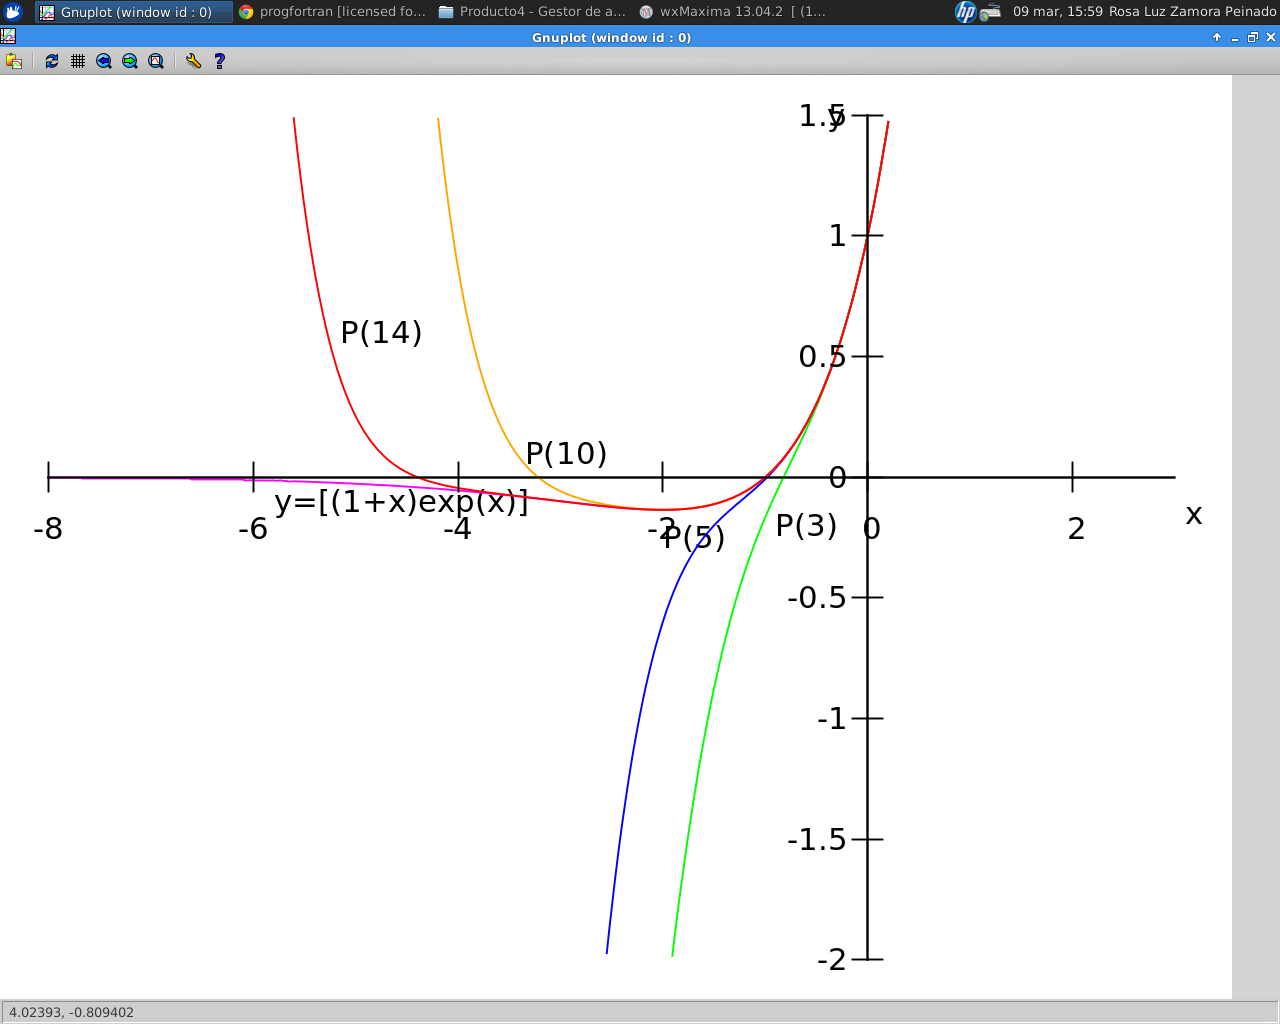 Gnuplot (window id : 0)
progfortran [licensed fo...
Producto4 - Gestor de a...
wxMaxima 13.04.2 [ (1...
hp
09 mar, 15:59 Rosa Luz Zamora Peinado
Gnuplot (window id : 0)
?
1.5
y
1
P(14)
0.5
P(10)
0
y=[(1+x)exp(x)]
P(3)
-8
-6
-4
-2
P(5)
0
2
x
-0.5
-1
-1.5
-2
4.02393, -0.809402